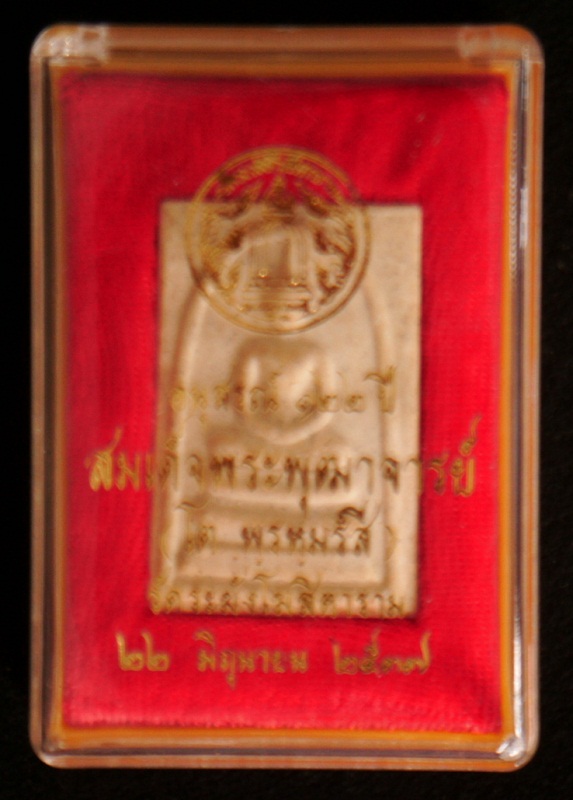 อนุสรณ์ ๑๒๒ ปี
สมเด็จพระพุฒาจารย์
(โต พรหมรังสี)
วัดระฆังโฆสิตาราม
๒๒ มิถุนายน ๒๕๓๗